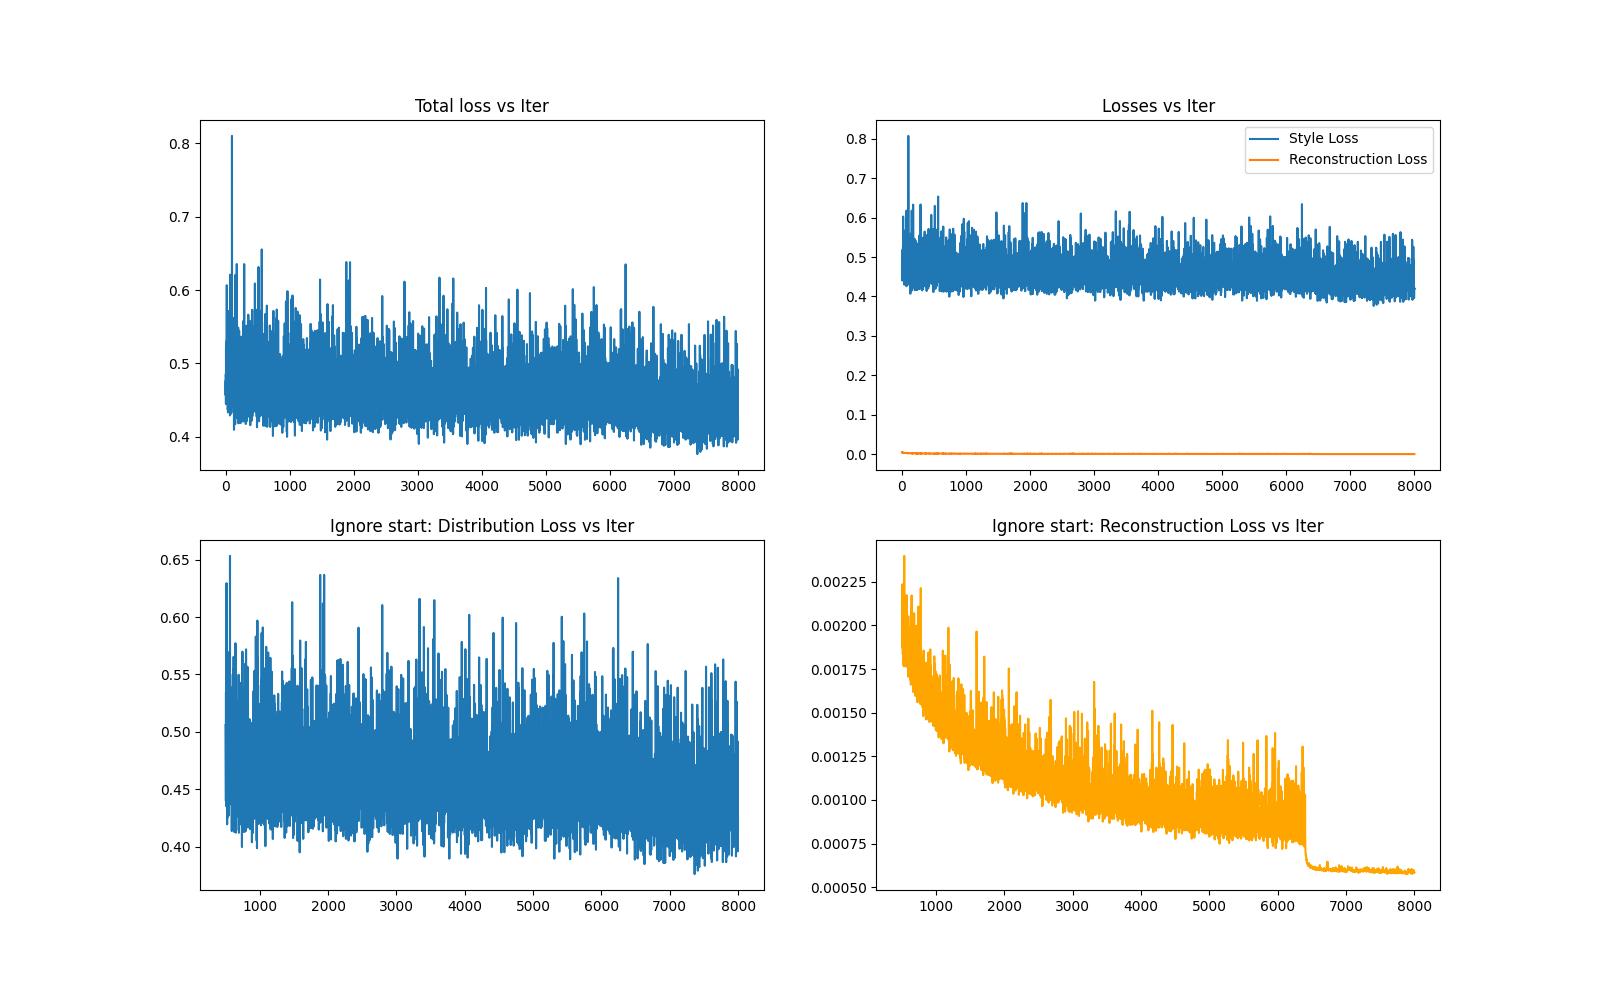 Total loss vs Iter
0.8
0.7
0.6
0.5
0.4
0 1000 2000 3000 4000 5000 6000 7000 8000
Losses vs Iter
Style Loss
Reconstruction Loss
0.8
0.7
0.6
0.5
0.4
0.3
0.2
0.1
0.0
0 1000 2000 3000 4000 5000 6000 7000 8000
Ignore start: Distribution Loss vs Iter
0.65
0.60
0.55
0.50
0.45
0.40
1000 2000 3000 4000 5000 6000 7000 8000
Ignore start: Reconstruction Loss vs Iter
0.00225
0.00200
0.00175
0.00150
0.00125
0.00100
0.00075
0.00050
1000 2000 3000 4000 5000 6000 7000 8000